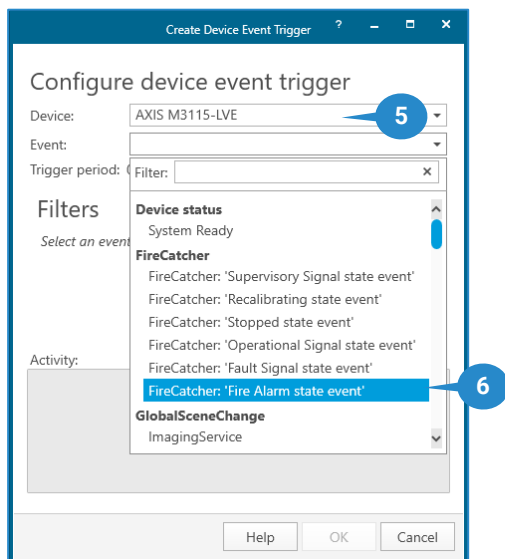 Create Device Event Trigger ?
Configure device event trigger
Device: AXIS M3115-LVE 5
Event:
Trigger period: Filter:
Filters Device status
System Ready
Select an event
FireCatcher
FireCatcher: 'Supervisory Signal state event'
FireCatcher: 'Recalibrating state event'
FireCatcher: 'Stopped state event'
FireCatcher: 'Operational Signal state event'
Activity: FireCatcher: 'Fault Signal state event'
FireCatcher: 'Fire Alarm state event' 6
GlobalSceneChange
ImagingService
Help OK Cancel